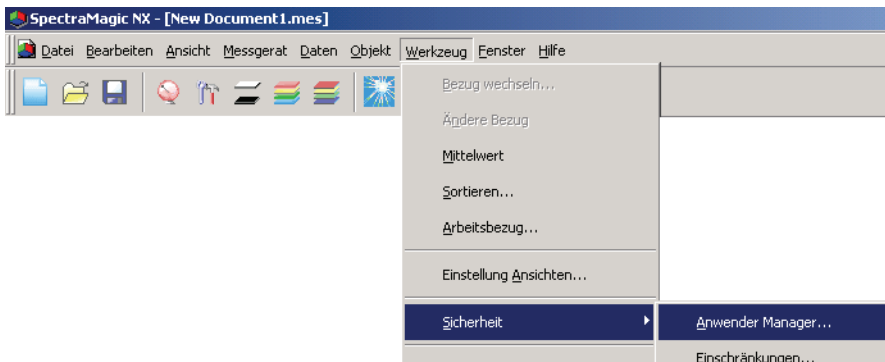 SpectraMagic NX - [New Document1.mes]
Datei Bearbeiten Ansicht Messgerat Daten Objekt Werkzeug Fenster Hilfe
Bezug wechseln...
Ändere Bezug
Mittelwert
Sortieren...
Arbeitsbezug...
Einstellung Ansichten...
Sicherheit Anwender Manager...
Einschränkungen...